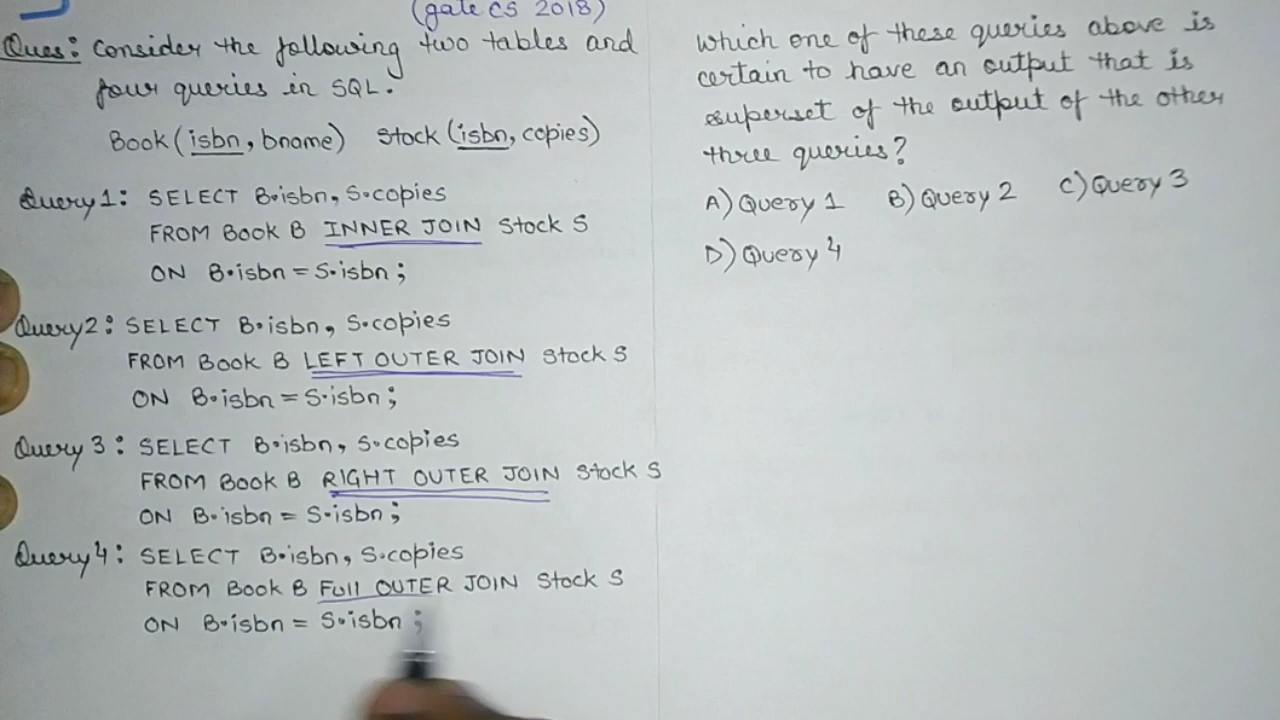 (gate cs 2018)
Ques: Consider the following two tables and
four queries in SQL.
Book (isbn, bname) Stock (isbn, copies)
Query 1: SELECT B.isbn, S.copies
FROM Book B INNER JOIN Stock S
ON B.isbn = S.isbn;
Query2: SELECT B.isbn, S.copies
FROM Book B LEFT OUTER JOIN Stock S
ON B.isbn = S.isbn;
Query 3: SELECT B.isbn, S.copies
FROM Book B RIGHT OUTER JOIN Stock S
ON B.isbn = S.isbn;
Query 4: SELECT B.isbn, S.copies
FROM Book B Full OUTER JOIN Stock S
ON B.isbn = S.isbn;
Which one of these queries above is
certain to have an output that is
superset of the output of the other
three queries?
A) Query 1 B) Query 2 C) Query 3
D) Query 4